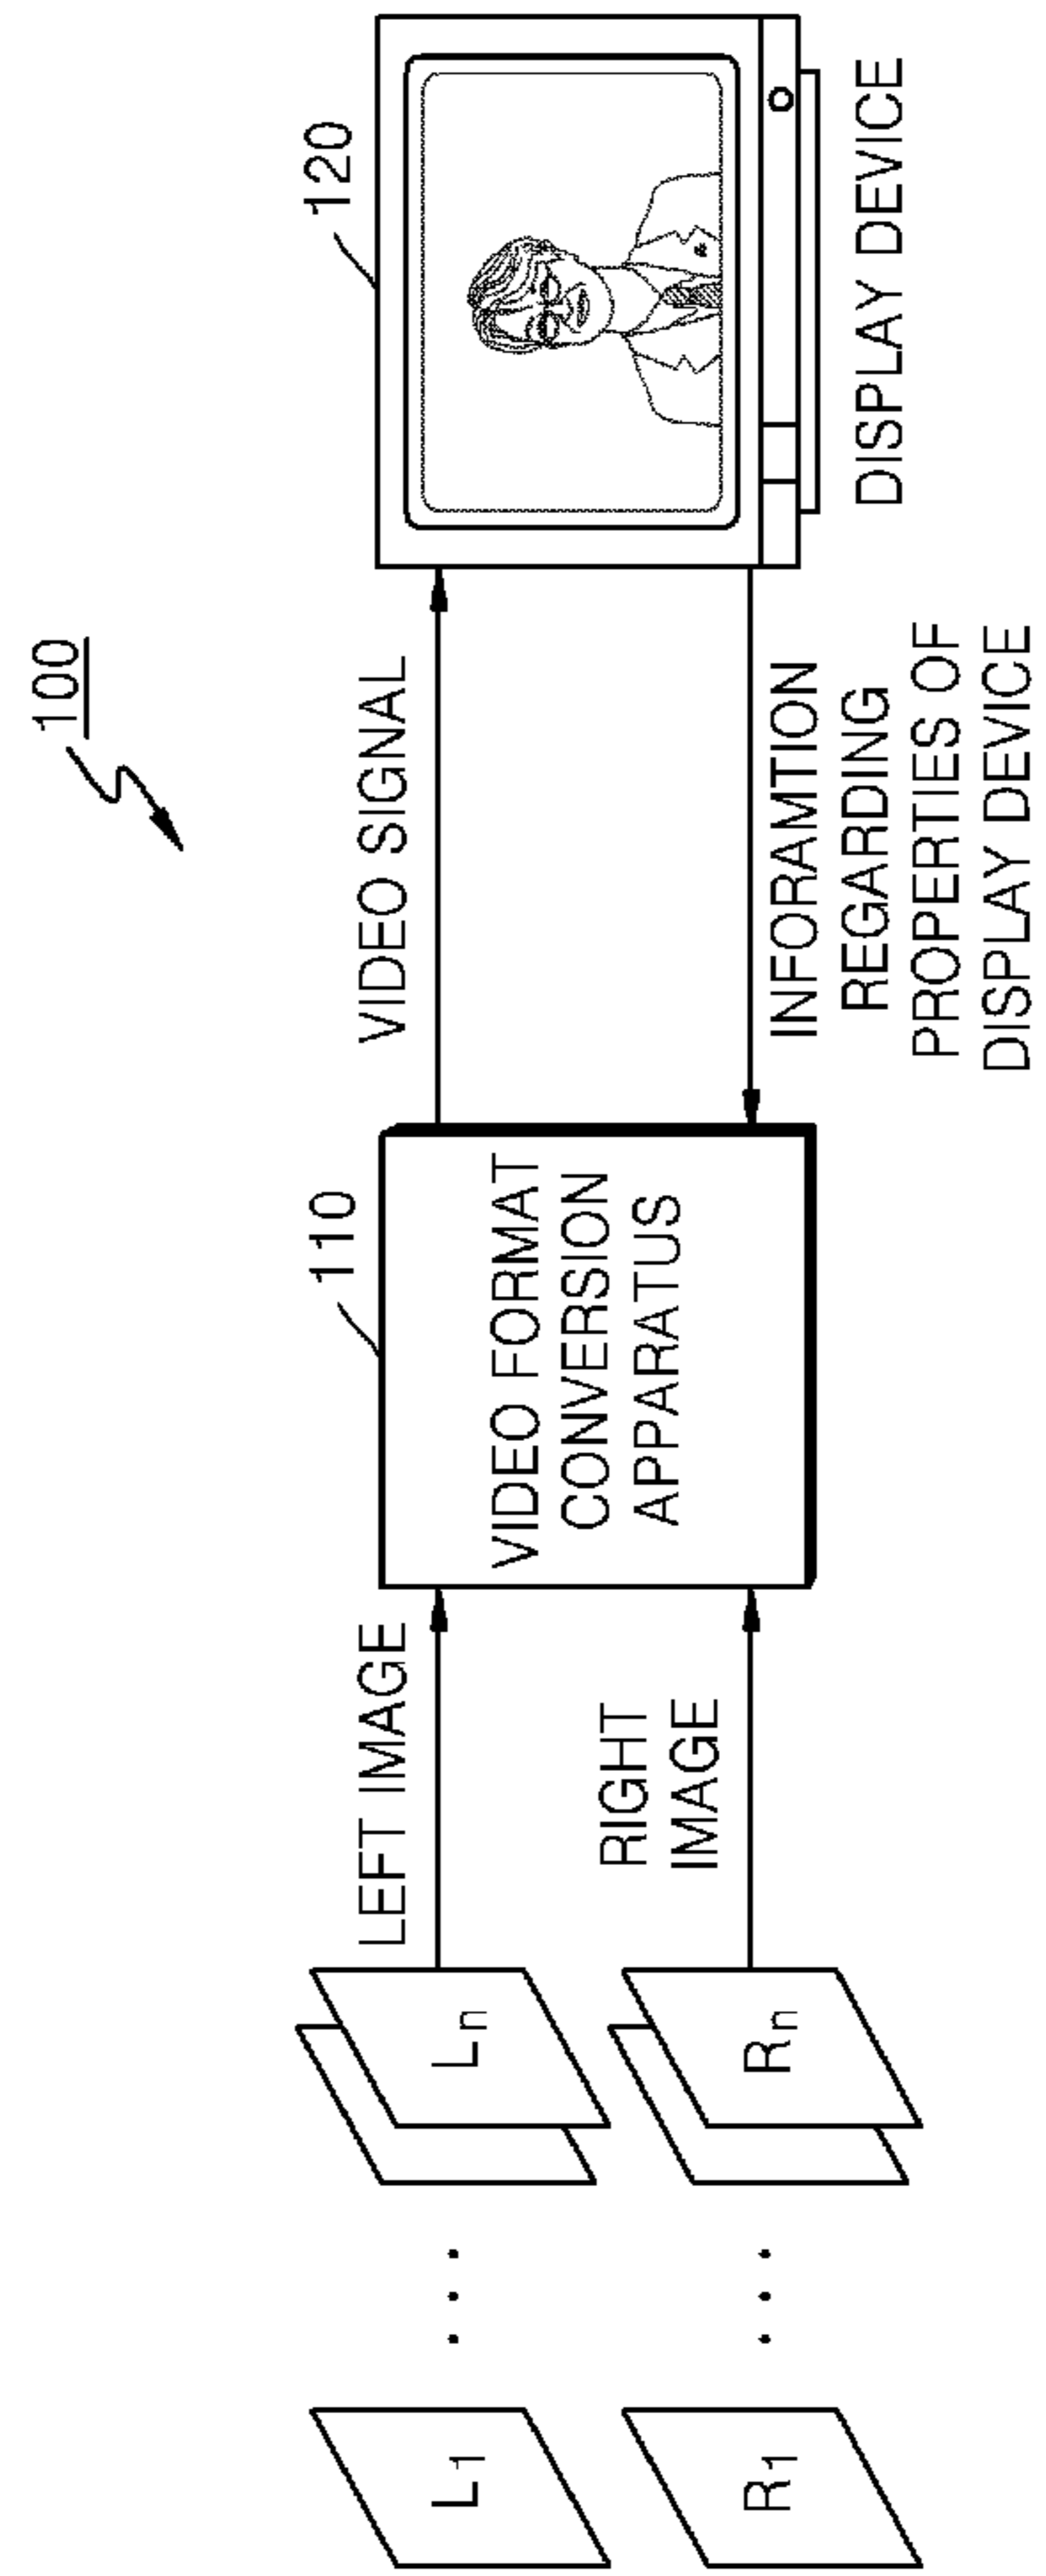 100
L1
. . .
Ln
LEFT IMAGE
R1
. . .
Rn
RIGHT
IMAGE
110
VIDEO FORMAT
CONVERSION
APPARATUS
VIDEO SIGNAL
INFORAMTION
REGARDING
PROPERTIES OF
DISPLAY DEVICE
120
DISPLAY DEVICE